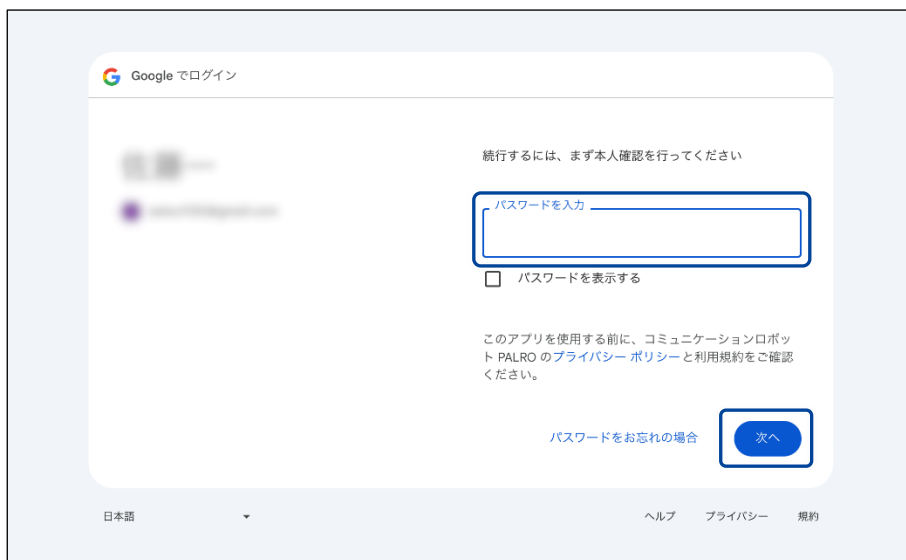 Google でログイン
続行するには、まず本人確認を行ってください
パスワードを入力
パスワードを表示する
このアプリを使用する前に、コミュニケーションロボッ
ト PALRO のプライバシー ポリシーと利用規約をご確認
ください。
パスワードをお忘れの場合
次へ
日本語
ヘルプ
プライバシー
規約